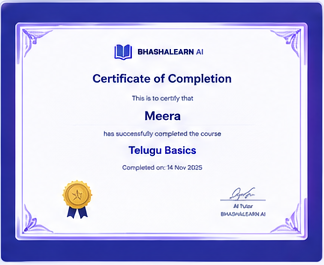 BHASHALEARN AI
Certificate of Completion
This is to certify that
Meera
has successfully completed the course
Telugu Basics
Completed on: 14 Nov 2025
AI Tutor
BHASHALEARN AI